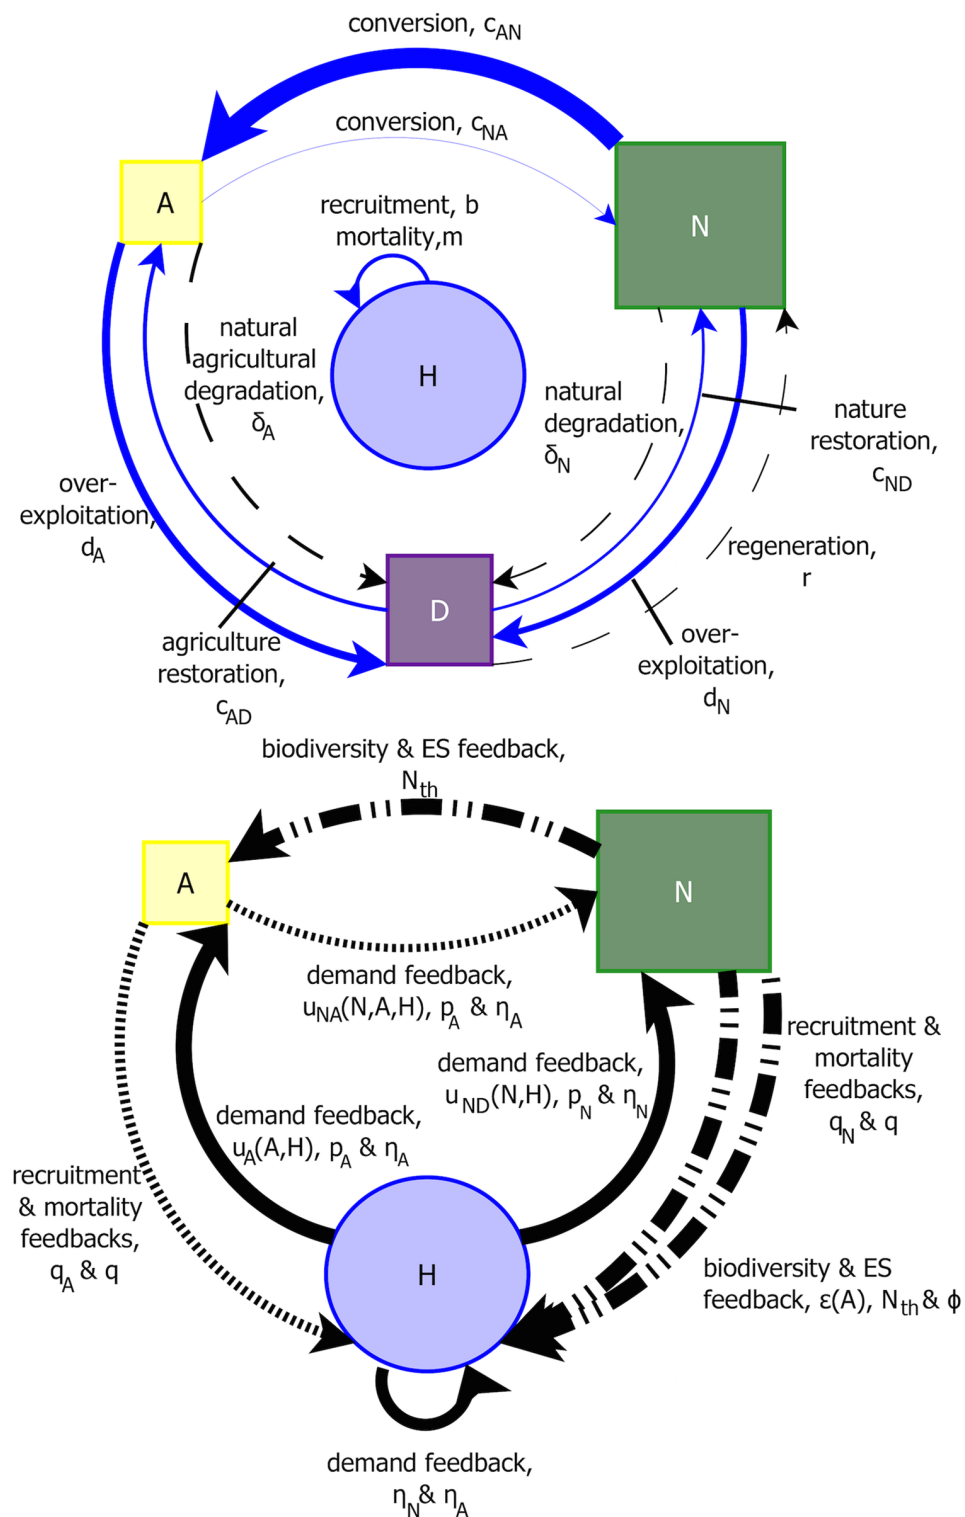 conversion, cAN
conversion, cNA
A
N
recruitment, b
mortality,m
H
natural
agricultural
degradation,
δA
natural
degradation,
δN
nature
restoration,
cND
over-
exploitation,
dA
regeneration,
r
D
agriculture
restoration,
cAD
over-
exploitation,
dN
biodiversity & ES feedback,
Nth
A
N
demand feedback,
uNA(N,A,H), pA & ηA
recruitment &
mortality
feedbacks,
qN & q
demand feedback,
uND(N,H), pN & ηN
demand feedback,
uA(A,H), pA & ηA
recruitment
& mortality
feedbacks,
qA & q
H
biodiversity & ES
feedback, ε(A), Nth & ϕ
demand feedback,
ηN & ηA